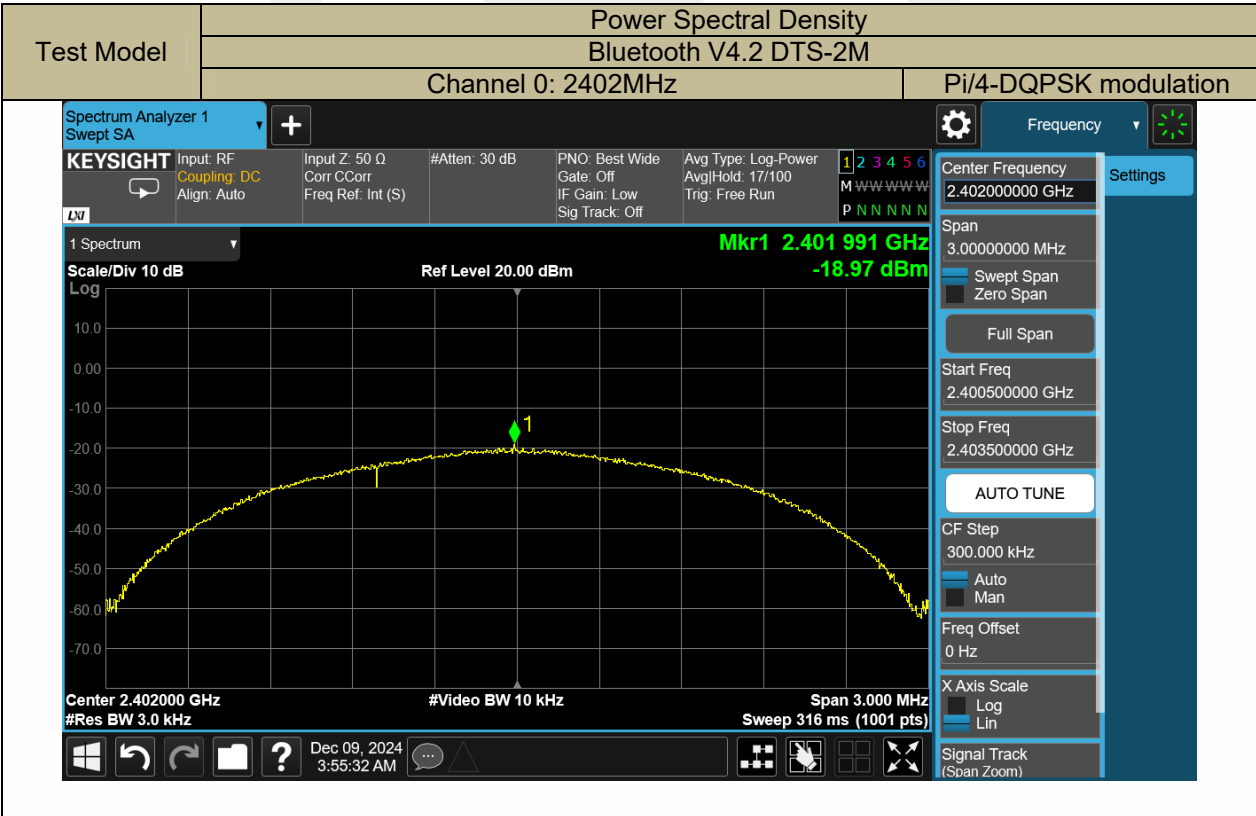 Test Model
Power Spectral Density
Bluetooth V4.2 DTS-2M
Channel 0: 2402MHz
Pi/4-DQPSK modulation
Spectrum Analyzer 1
Swept SA
Frequency
KEYSIGHT
LXI
Input: RF
Coupling: DC
Align: Auto
Input Z: 50 Ω
Corr CCorr
Freq Ref: Int (S)
#Atten: 30 dB
PNO: Best Wide
Gate: Off
IF Gain: Low
Sig Track: Off
Avg Type: Log-Power
Avg|Hold: 17/100
Trig: Free Run
1 2 3 4 5 6
M W W W W W W
P N N N N N N
1 Spectrum
Mkr1 2.401 991 GHz
-18.97 dBm
Scale/Div 10 dB
Ref Level 20.00 dBm
Log
10.0
0.00
-10.0
-20.0
-30.0
-40.0
-50.0
-60.0
-70.0
1
Center 2.402000 GHz
#Video BW 10 kHz
Span 3.000 MHz
#Res BW 3.0 kHz
Sweep 316 ms (1001 pts)
Dec 09, 2024
3:55:32 AM
Center Frequency
2.402000000 GHz
Settings
Span
3.00000000 MHz
Swept Span
Zero Span
Full Span
Start Freq
2.400500000 GHz
Stop Freq
2.403500000 GHz
AUTO TUNE
CF Step
300.000 kHz
Auto
Man
Freq Offset
0 Hz
X Axis Scale
Log
Lin
Signal Track
(Span Zoom)